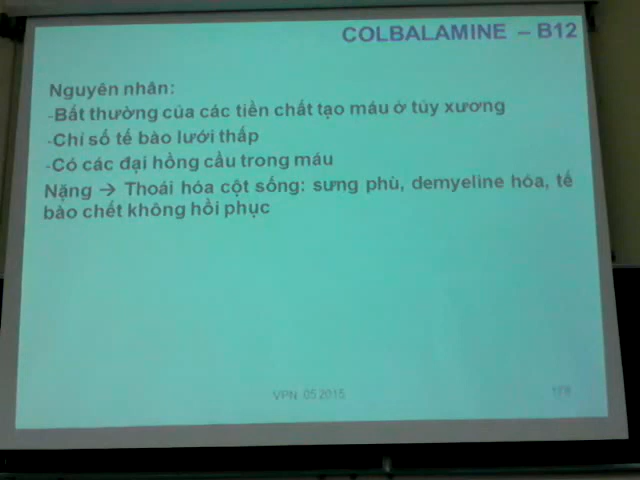 COLBALAMINE – B12
Nguyên nhân:
-Bất thường của các tiền chất tạo máu ở tủy xương
-Chỉ số tế bào lưới thấp
-Có các đại hồng cầu trong máu
Nặng → Thoái hóa cột sống: sưng phù, demyeline hóa, tế
bào chết không hồi phục
VPN 05.2015